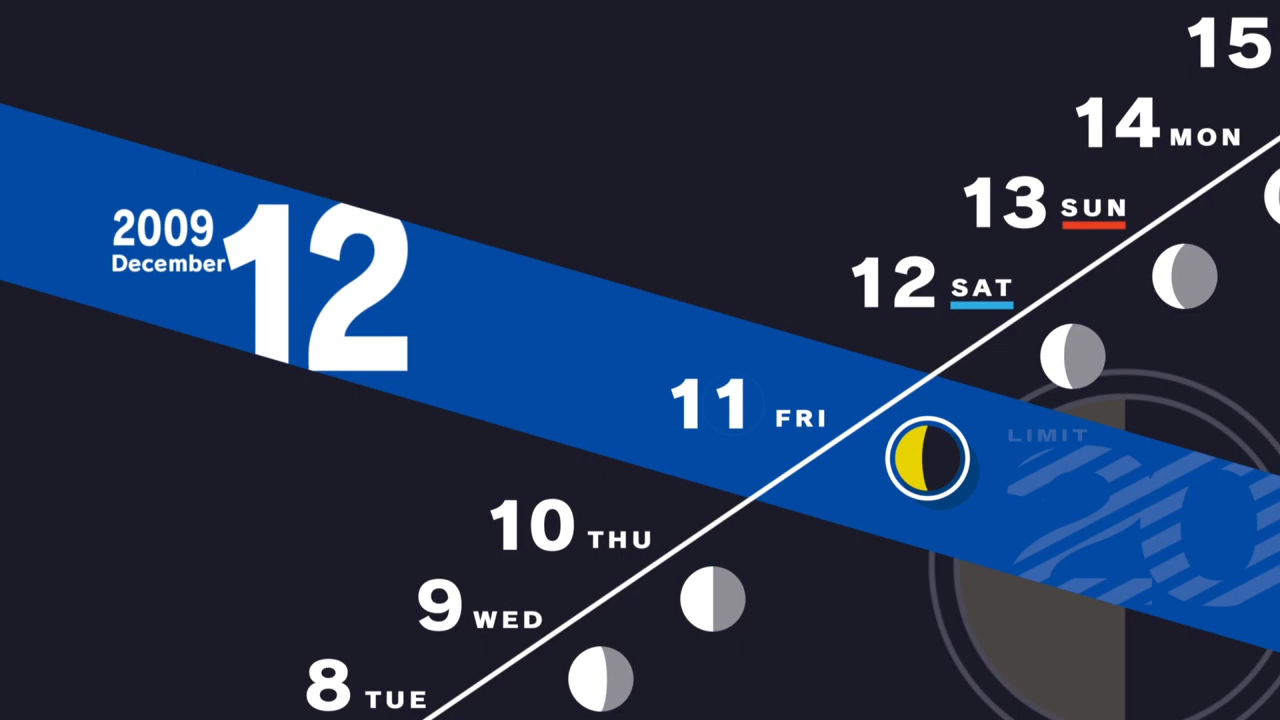 15
14 MON
13 SUN
12 SAT
2009
December
12
11 FRI
LIMIT
20
10 THU
9 WED
8 TUE